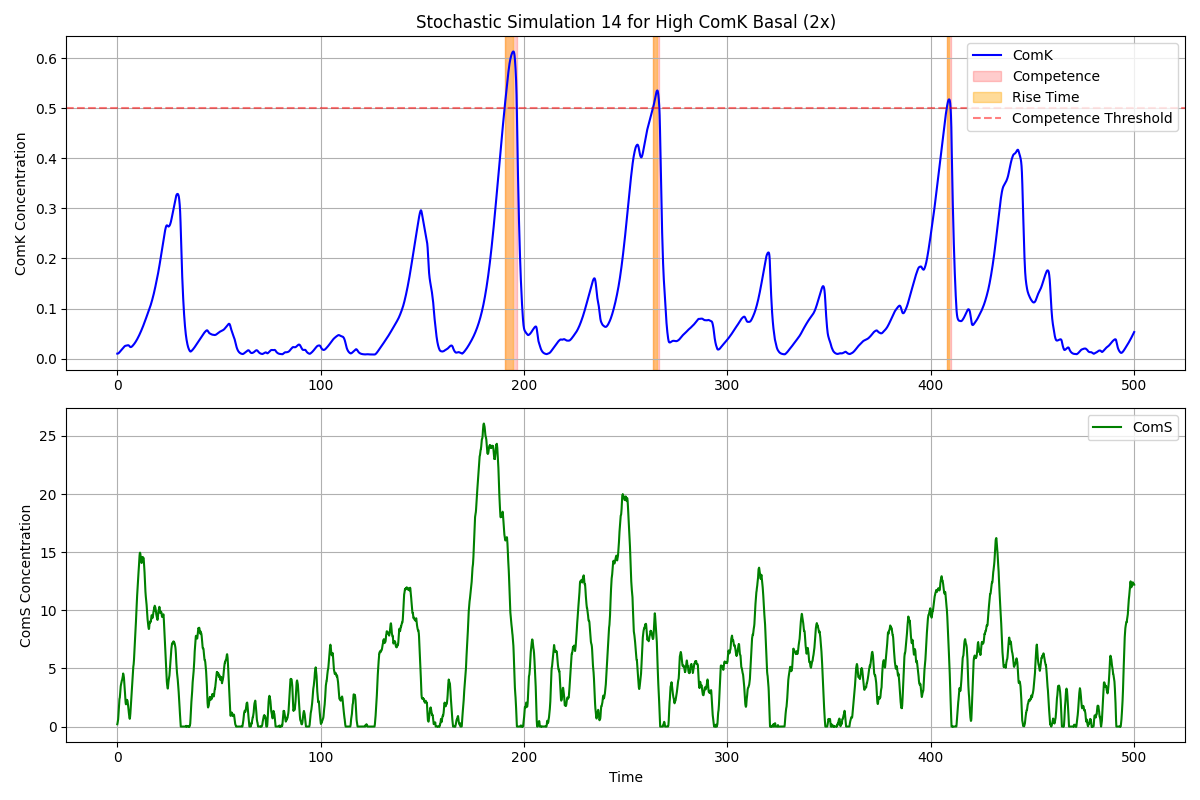 Stochastic Simulation 14 for High ComK Basal (2x)
ComK Concentration
0.6
0.5
0.4
0.3
0.2
0.1
0.0
ComK
Competence
Rise Time
Competence Threshold
0 100 200 300 400 500
ComS Concentration
25
20
15
10
5
0
ComS
0 100 200 300 400 500
Time